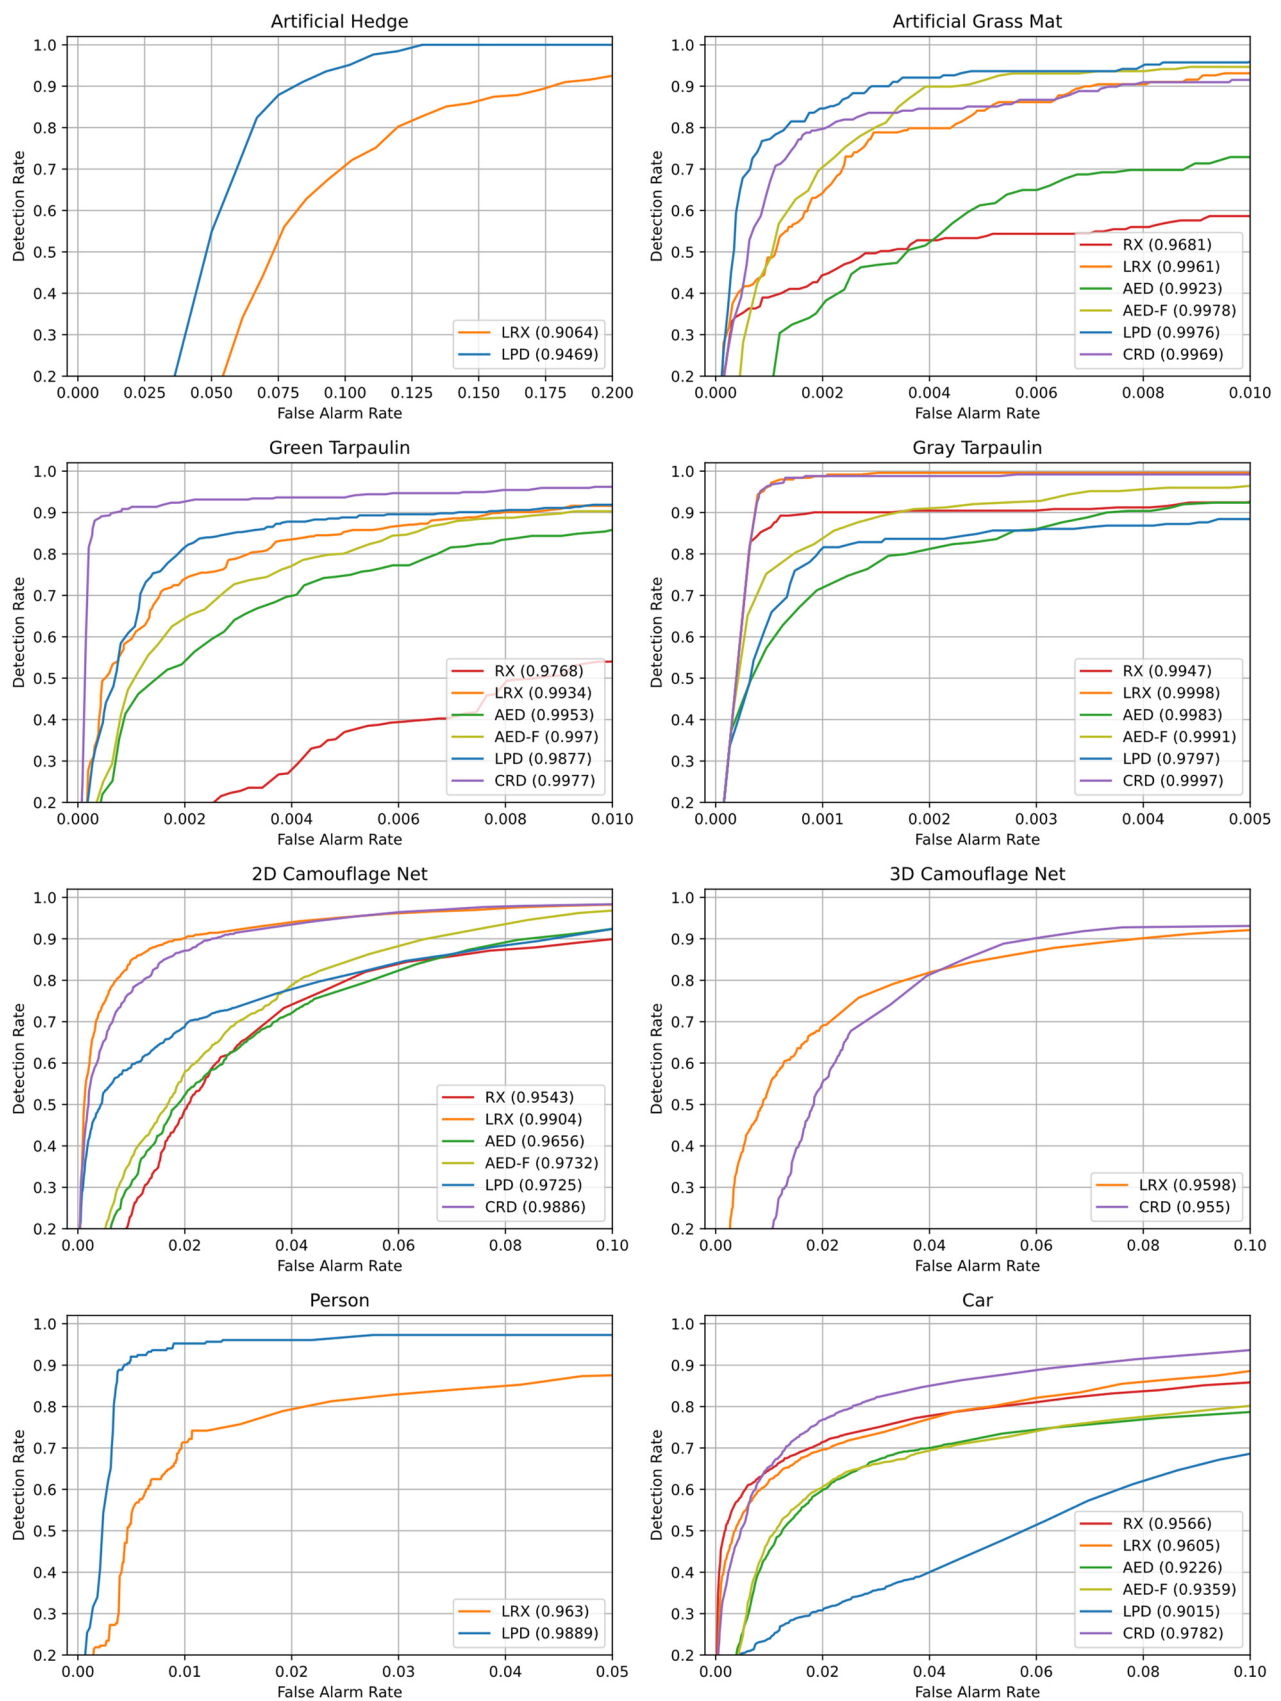 Artificial Hedge
Detection Rate
1.0
0.9
0.8
0.7
0.6
0.5
0.4
0.3
0.2
LRX (0.9064)
LPD (0.9469)
0.000 0.025 0.050 0.075 0.100 0.125 0.150 0.175 0.200
False Alarm Rate
Artificial Grass Mat
Detection Rate
1.0
0.9
0.8
0.7
0.6
0.5
0.4
0.3
0.2
RX (0.9681)
LRX (0.9961)
AED (0.9923)
AED-F (0.9978)
LPD (0.9976)
CRD (0.9969)
0.000 0.002 0.004 0.006 0.008 0.010
False Alarm Rate
Green Tarpaulin
Detection Rate
1.0
0.9
0.8
0.7
0.6
0.5
0.4
0.3
0.2
RX (0.9768)
LRX (0.9934)
AED (0.9953)
AED-F (0.997)
LPD (0.9877)
CRD (0.9977)
0.000 0.002 0.004 0.006 0.008 0.010
False Alarm Rate
Gray Tarpaulin
Detection Rate
1.0
0.9
0.8
0.7
0.6
0.5
0.4
0.3
0.2
RX (0.9947)
LRX (0.9998)
AED (0.9983)
AED-F (0.9991)
LPD (0.9797)
CRD (0.9997)
0.000 0.001 0.002 0.003 0.004 0.005
False Alarm Rate
2D Camouflage Net
Detection Rate
1.0
0.9
0.8
0.7
0.6
0.5
0.4
0.3
0.2
RX (0.9543)
LRX (0.9904)
AED (0.9656)
AED-F (0.9732)
LPD (0.9725)
CRD (0.9886)
0.00 0.02 0.04 0.06 0.08 0.10
False Alarm Rate
3D Camouflage Net
Detection Rate
1.0
0.9
0.8
0.7
0.6
0.5
0.4
0.3
0.2
LRX (0.9598)
CRD (0.955)
0.00 0.02 0.04 0.06 0.08 0.10
False Alarm Rate
Person
Detection Rate
1.0
0.9
0.8
0.7
0.6
0.5
0.4
0.3
0.2
LRX (0.963)
LPD (0.9889)
0.00 0.01 0.02 0.03 0.04 0.05
False Alarm Rate
Car
Detection Rate
1.0
0.9
0.8
0.7
0.6
0.5
0.4
0.3
0.2
RX (0.9566)
LRX (0.9605)
AED (0.9226)
AED-F (0.9359)
LPD (0.9015)
CRD (0.9782)
0.00 0.02 0.04 0.06 0.08 0.10
False Alarm Rate